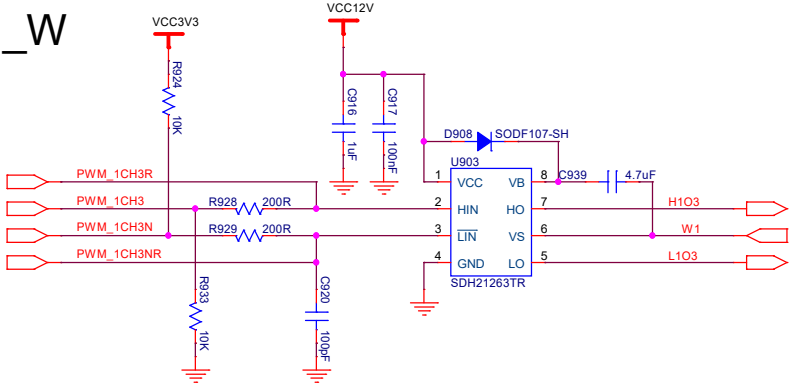 _W
VCC3V3
VCC12V
R924
10K
C916
1uF
C917
100nF
D908
SODF107-SH
U903
PWM_1CH3R
PWM_1CH3
PWM_1CH3N
PWM_1CH3NR
R928
200R
R929
200R
1
VCC
VB
8
C939
4.7uF
2
HIN
HO
7
H1O3
3
LIN
VS
6
W1
4
GND
LO
5
L1O3
SDH21263TR
R933
10K
C920
100pF